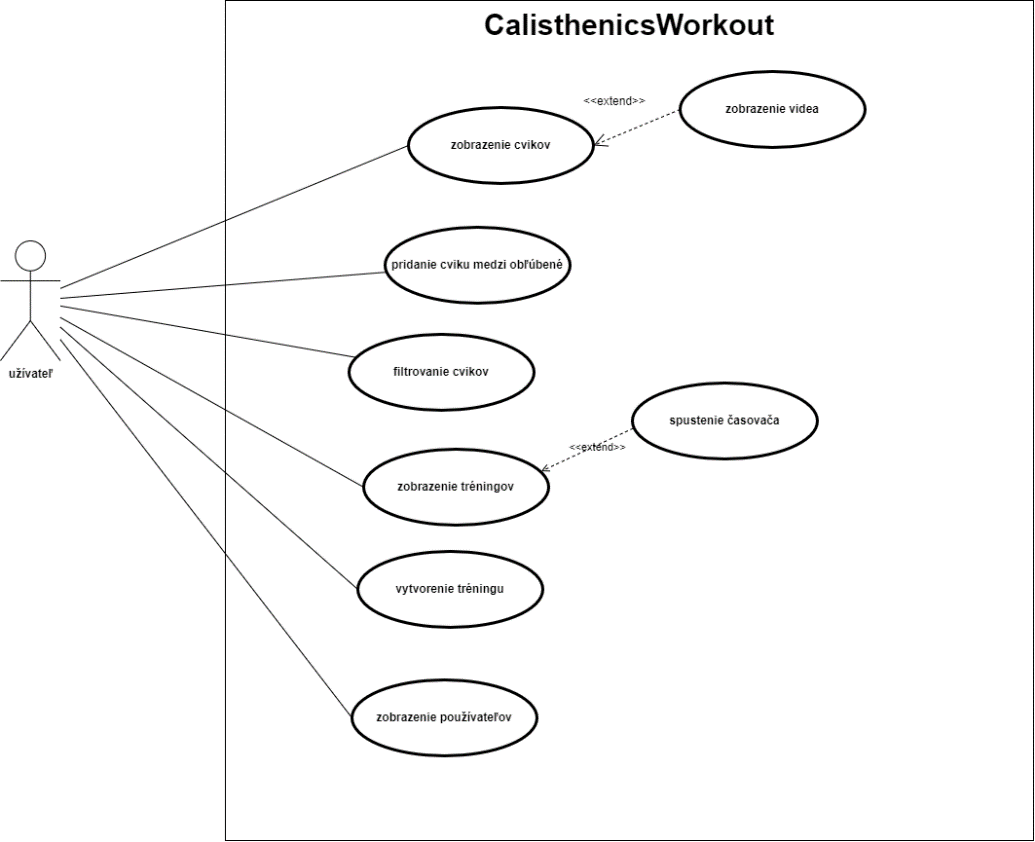 CalisthenicsWorkout
<<extend>>
zobrazenie videa
zobrazenie cvikov
pridanie cviku medzi obľúbené
užívateľ
filtrovanie cvikov
spustenie časovača
<<extend>>
zobrazenie tréningov
vytvorenie tréningu
zobrazenie používateľov